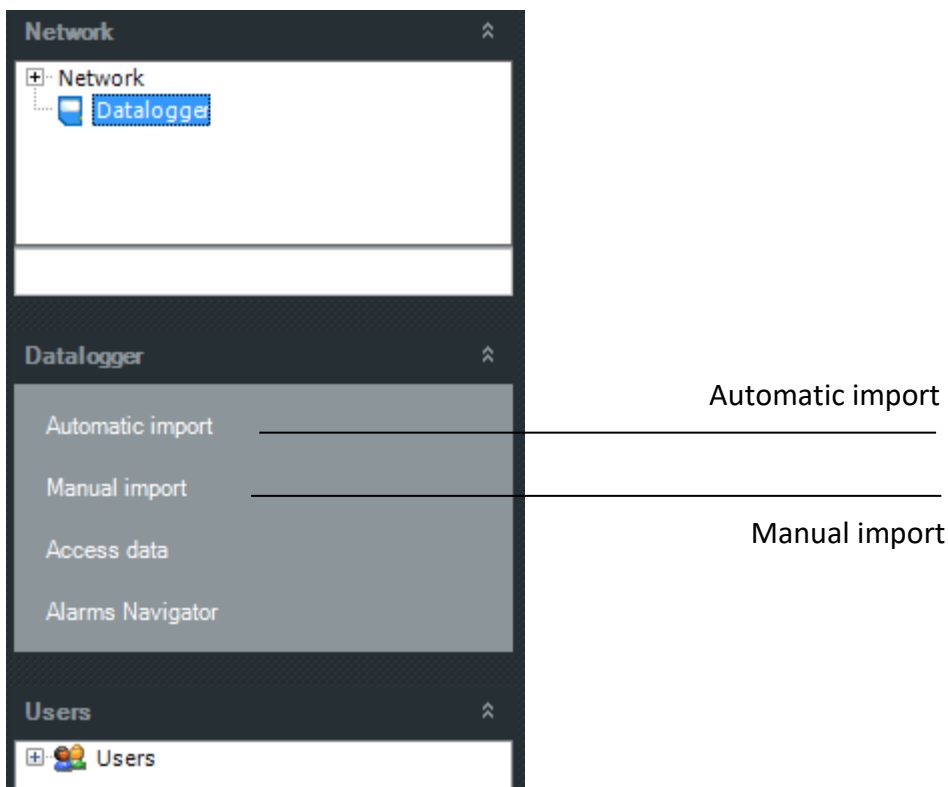 Network
Network
Datalogger
Datalogger
Automatic import
Automatic import
Manual import
Manual import
Access data
Alarms Navigator
Users
Users